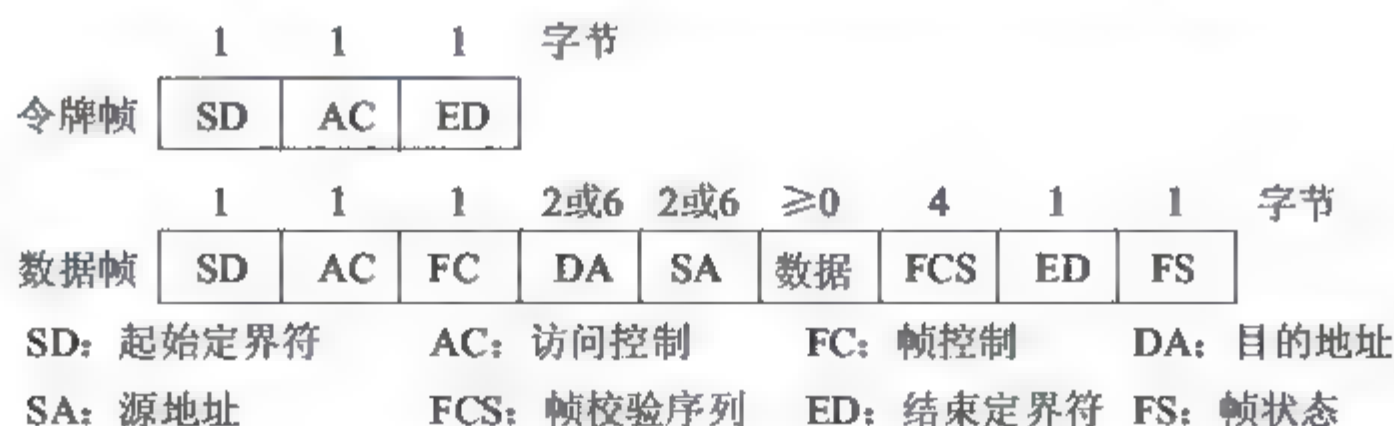 1 1 1 字节
令牌帧 SD AC ED
1 1 1 2或6 2或6 ≥0 4 1 1 字节
数据帧 SD AC FC DA SA 数据 FCS ED FS
SD：起始定界符 AC：访问控制 FC：帧控制 DA：目的地址
SA：源地址 FCS：帧校验序列 ED：结束定界符 FS：帧状态